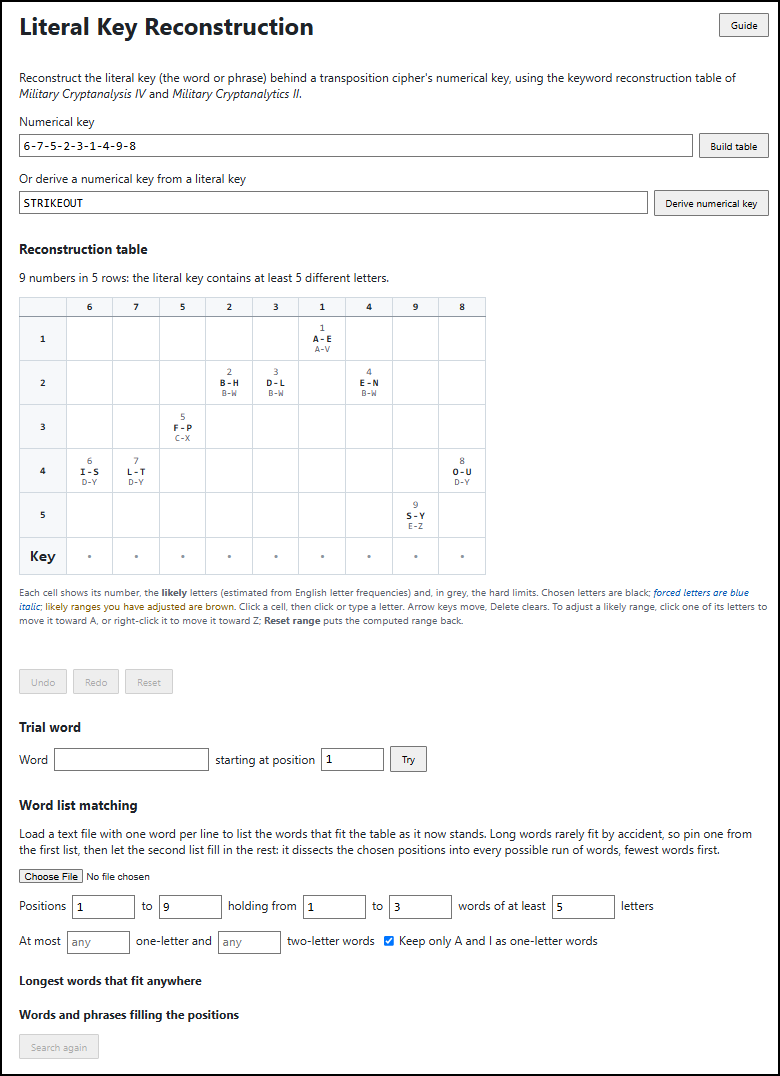 Literal Key Reconstruction
Guide
Reconstruct the literal key (the word or phrase) behind a transposition cipher's numerical key, using the keyword reconstruction table of
Military Cryptanalysis IV and Military Cryptanalytics II.
Numerical key
6-7-5-2-3-1-4-9-8
Build table
Or derive a numerical key from a literal key
STRIKEOUT
Derive numerical key
Reconstruction table
9 numbers in 5 rows: the literal key contains at least 5 different letters.
6 7 5 2 3 1 4 9 8
1
1
A-E
A-V
2
2 3 4
B-H D-L E-N
B-W B-W B-W
3
5
F-P
C-X
4
6 7 8
I-S L-T O-U
D-Y D-Y D-Y
5
9
S-Y
E-Z
Key • • • • • • • • •
Each cell shows its number, the likely letters (estimated from English letter frequencies) and, in grey, the hard limits. Chosen letters are black; forced letters are blue
italic; likely ranges you have adjusted are brown. Click a cell, then click or type a letter. Arrow keys move, Delete clears. To adjust a likely range, click one of its letters to
move it toward A, or right-click it to move it toward Z; Reset range puts the computed range back.
Undo Redo Reset
Trial word
Word starting at position 1 Try
Word list matching
Load a text file with one word per line to list the words that fit the table as it now stands. Long words rarely fit by accident, so pin one from
the first list, then let the second list fill in the rest: it dissects the chosen positions into every possible run of words, fewest words first.
Choose File No file chosen
Positions 1 to 9 holding from 1 to 3 words of at least 5 letters
At most any one-letter and any two-letter words Keep only A and I as one-letter words
Longest words that fit anywhere
Words and phrases filling the positions
Search again